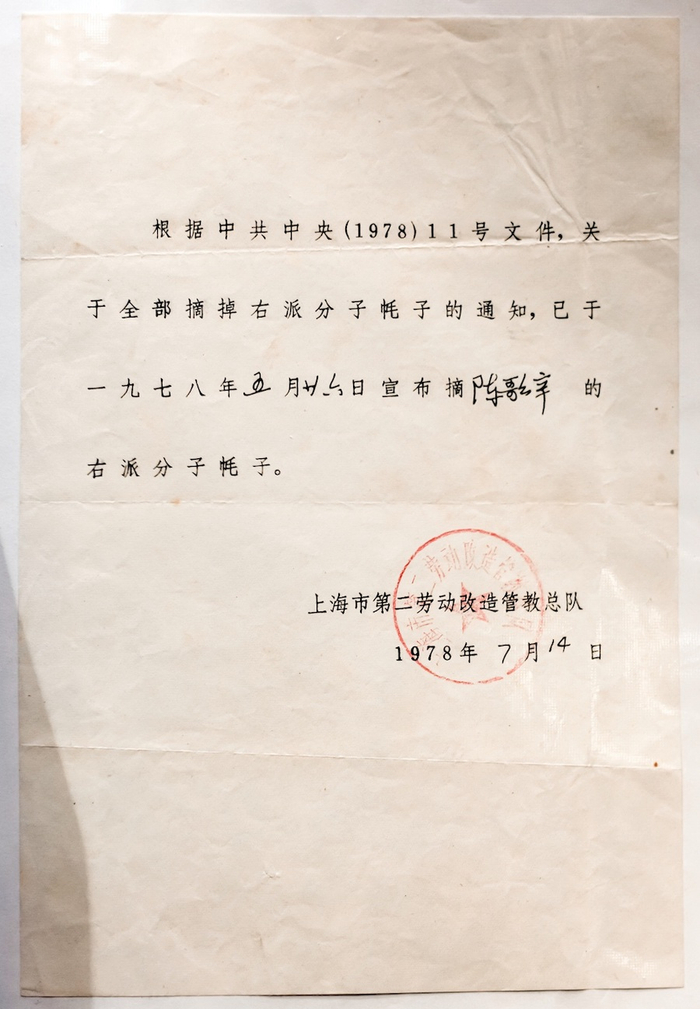 根据中共中央(1978)11号文件,关
于全部摘掉右派分子帽子的通知,已于
一九七八年五月廿六日宣布摘陈歌辛的
右派分子帽子。
上海市第二劳动改造管教总队
1978年7月14日